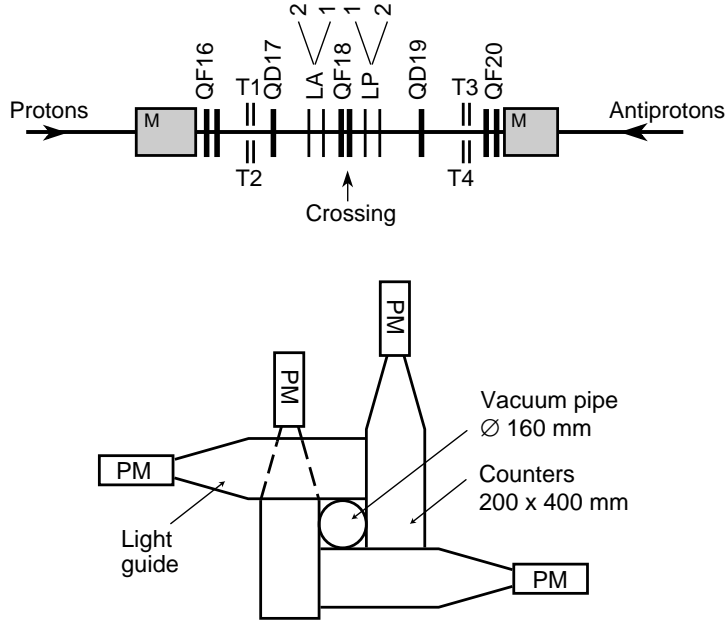 2 1 1 2
QF16
QD17
LA
QF18
LP
QD19
QF20
T1
T3
Protons
M
M
Antiprotons
T2
T4
Crossing
PM
PM
Vacuum pipe
∅ 160 mm
PM
Counters
200 x 400 mm
Light
guide
PM